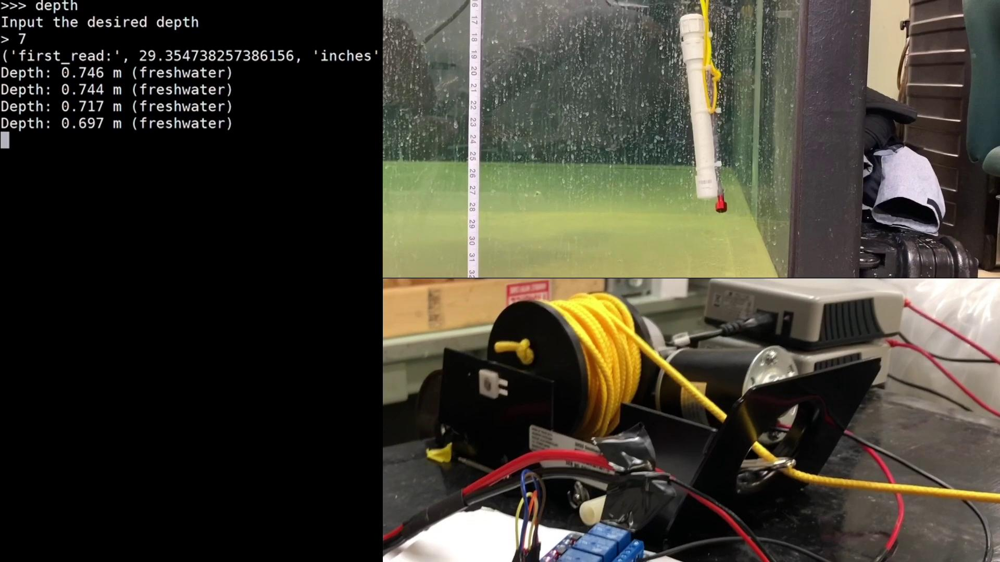 >>> depth
Input the desired depth
> 7
('first_read:', 29.354738257386156, 'inches'
Depth: 0.746 m (freshwater)
Depth: 0.744 m (freshwater)
Depth: 0.717 m (freshwater)
Depth: 0.697 m (freshwater)
16
17
18
19
20
21
22
23
24
25
26
27
28
29
30
31
32